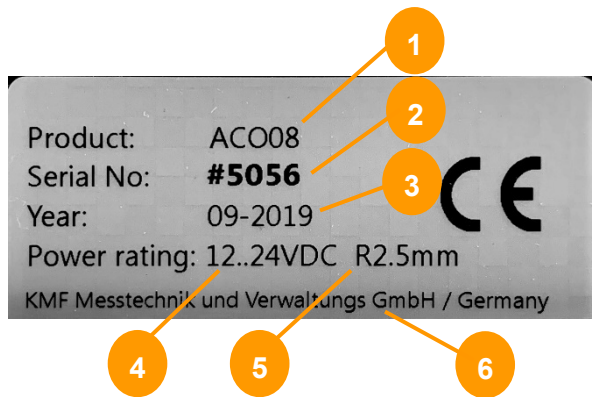 1
2
Product: ACO08
Serial No: #5056
3
Year: 09-2019
CE
Power rating: 12..24VDC R2.5mm
KMF Messtechnik und Verwaltungs GmbH / Germany
4 5 6